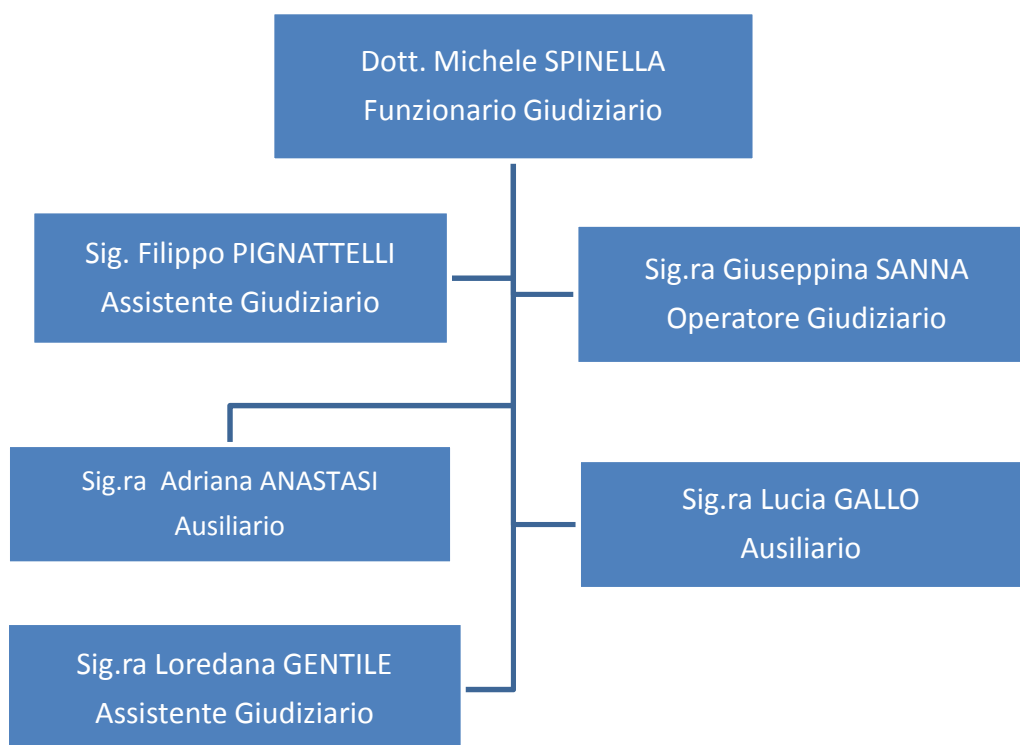 Dott. Michele SPINELLA
Funzionario Giudiziario
Sig. Filippo PIGNATTELLI
Assistente Giudiziario
Sig.ra Giuseppina SANNA
Operatore Giudiziario
Sig.ra Adriana ANASTASI
Ausiliario
Sig.ra Lucia GALLO
Ausiliario
Sig.ra Loredana GENTILE
Assistente Giudiziario